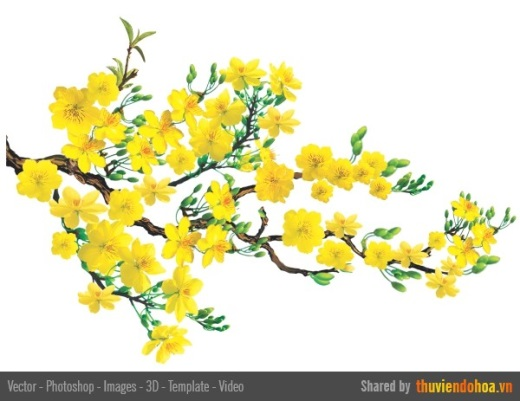 Vector - Photoshop - Images - 3D - Template - Video
Shared by thuviendohoa.vn